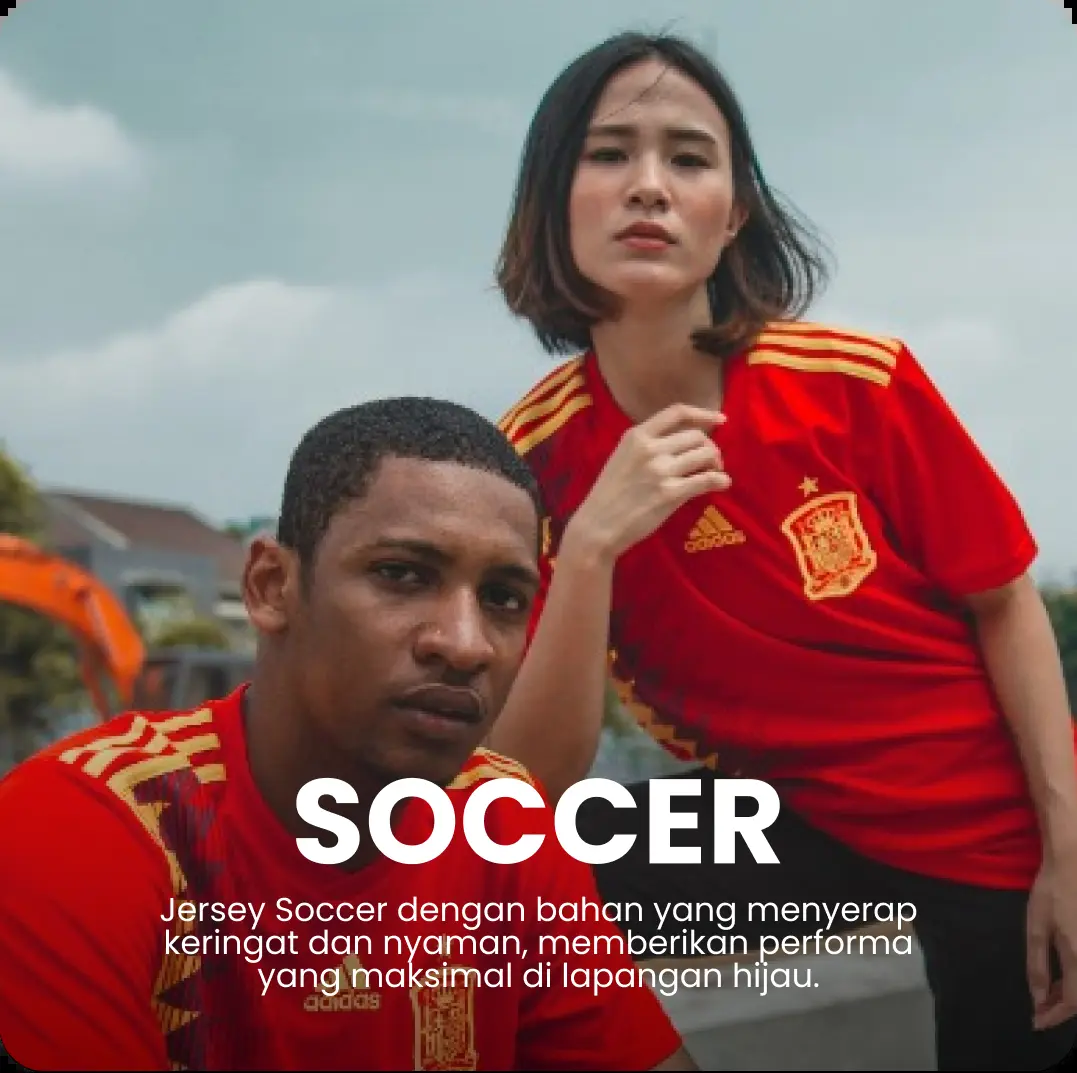 adidas
SOCCER
Jersey Soccer dengan bahan yang menyerap
keringat dan nyaman, memberikan performa
yang maksimal di lapangan hijau.
adidas